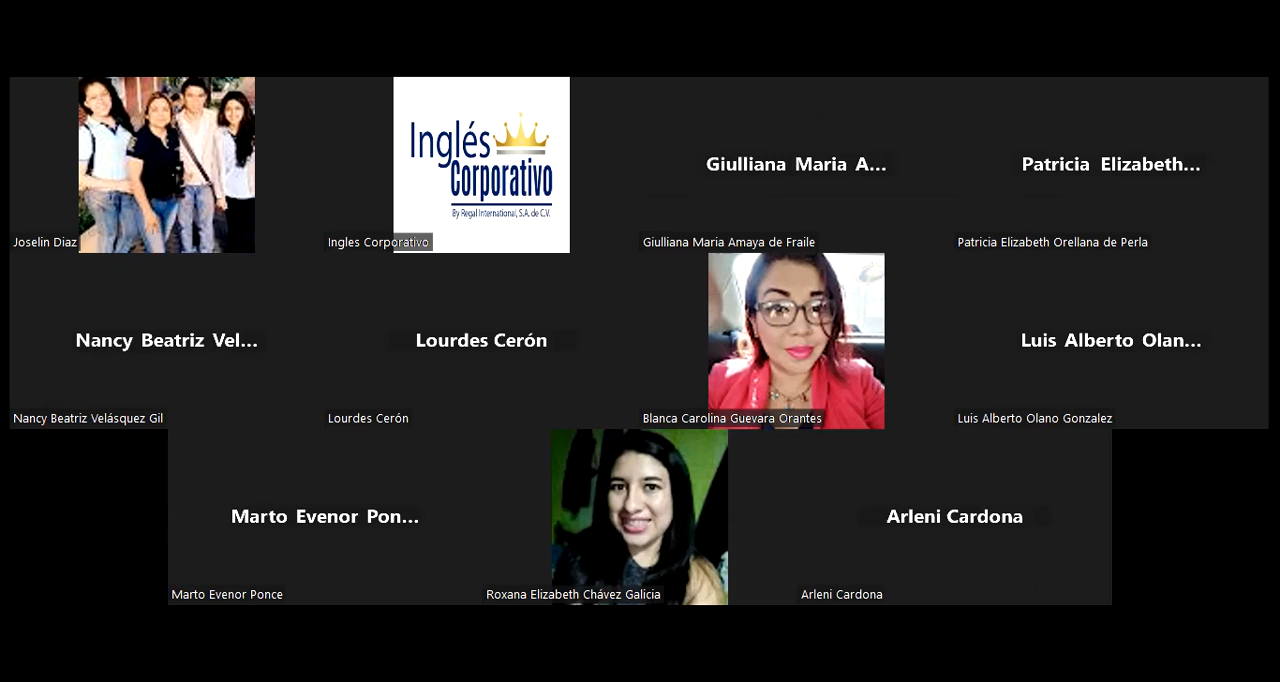 Joselin Diaz
Inglés
Corporativo
By Regal International, S.A. de C.V.
Ingles Corporativo
Giulliana Maria A...
Giulliana Maria Amaya de Fraile
Patricia Elizabeth...
Patricia Elizabeth Orellana de Perla
Nancy Beatriz Vel...
Nancy Beatriz Velásquez Gil
Lourdes Cerón
Lourdes Cerón
Blanca Carolina Guevara Orantes
Luis Alberto Olan...
Luis Alberto Olano Gonzalez
Marto Evenor Pon...
Marto Evenor Ponce
Roxana Elizabeth Chávez Galicia
Arleni Cardona
Arleni Cardona